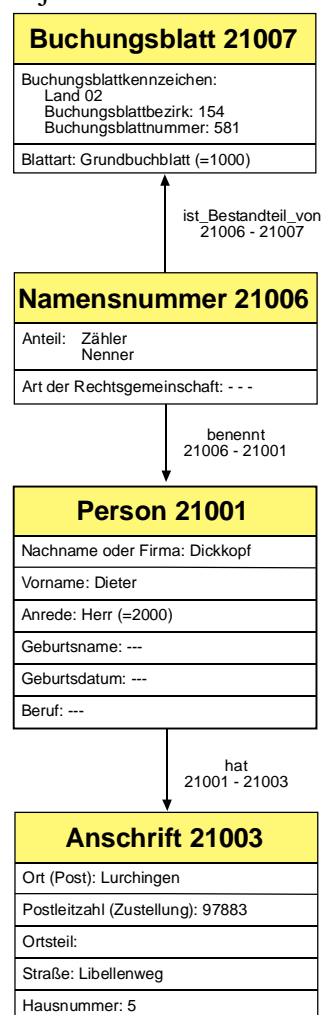 Buchungsblatt 21007
Buchungsblattkennzeichen:
Land 02
Buchungsblattbezirk: 154
Buchungsblattnummer: 581
Blattart: Grundbuchblatt (=1000)
ist_Bestandteil_von
21006 - 21007
Namensnummer 21006
Anteil: Zähler
Nenner
Art der Rechtsgemeinschaft: - - -
benennt
21006 - 21001
Person 21001
Nachname oder Firma: Dickkopf
Vorname: Dieter
Anrede: Herr (=2000)
Geburtsname: ---
Geburtsdatum: ---
Beruf: ---
hat
21001 - 21003
Anschrift 21003
Ort (Post): Lurchingen
Postleitzahl (Zustellung): 97883
Ortsteil:
Straße: Libellenweg
Hausnummer: 5